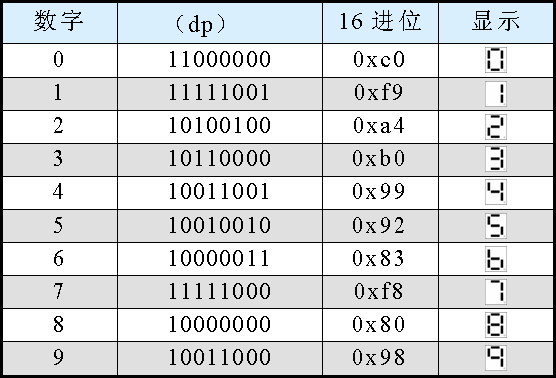 数字 （dp） 16进位 显示
0 11000000 0xc0 0
1 11111001 0xf9 1
2 10100100 0xa4 2
3 10110000 0xb0 3
4 10011001 0x99 4
5 10010010 0x92 5
6 10000011 0x83 6
7 11111000 0xf8 7
8 10000000 0x80 8
9 10011000 0x98 9